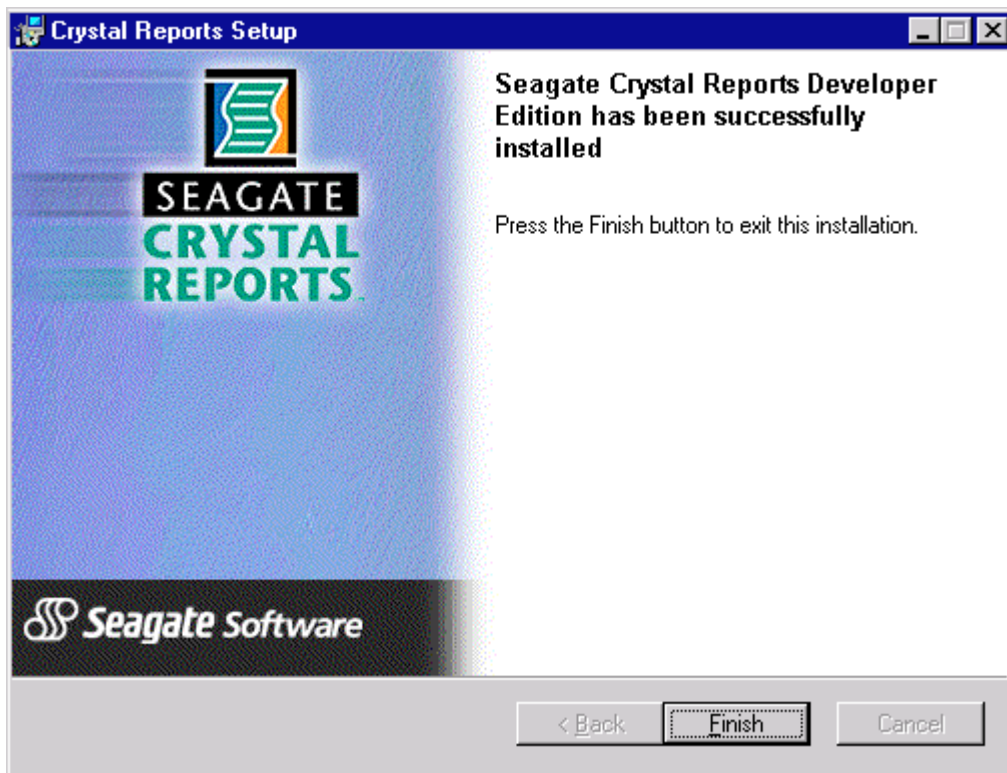 Crystal Reports Setup
Seagate Crystal Reports Developer
Edition has been successfully
installed
Press the Finish button to exit this installation.
SEAGATE
CRYSTAL
REPORTS
Seagate Software
< Back
Finish
Cancel